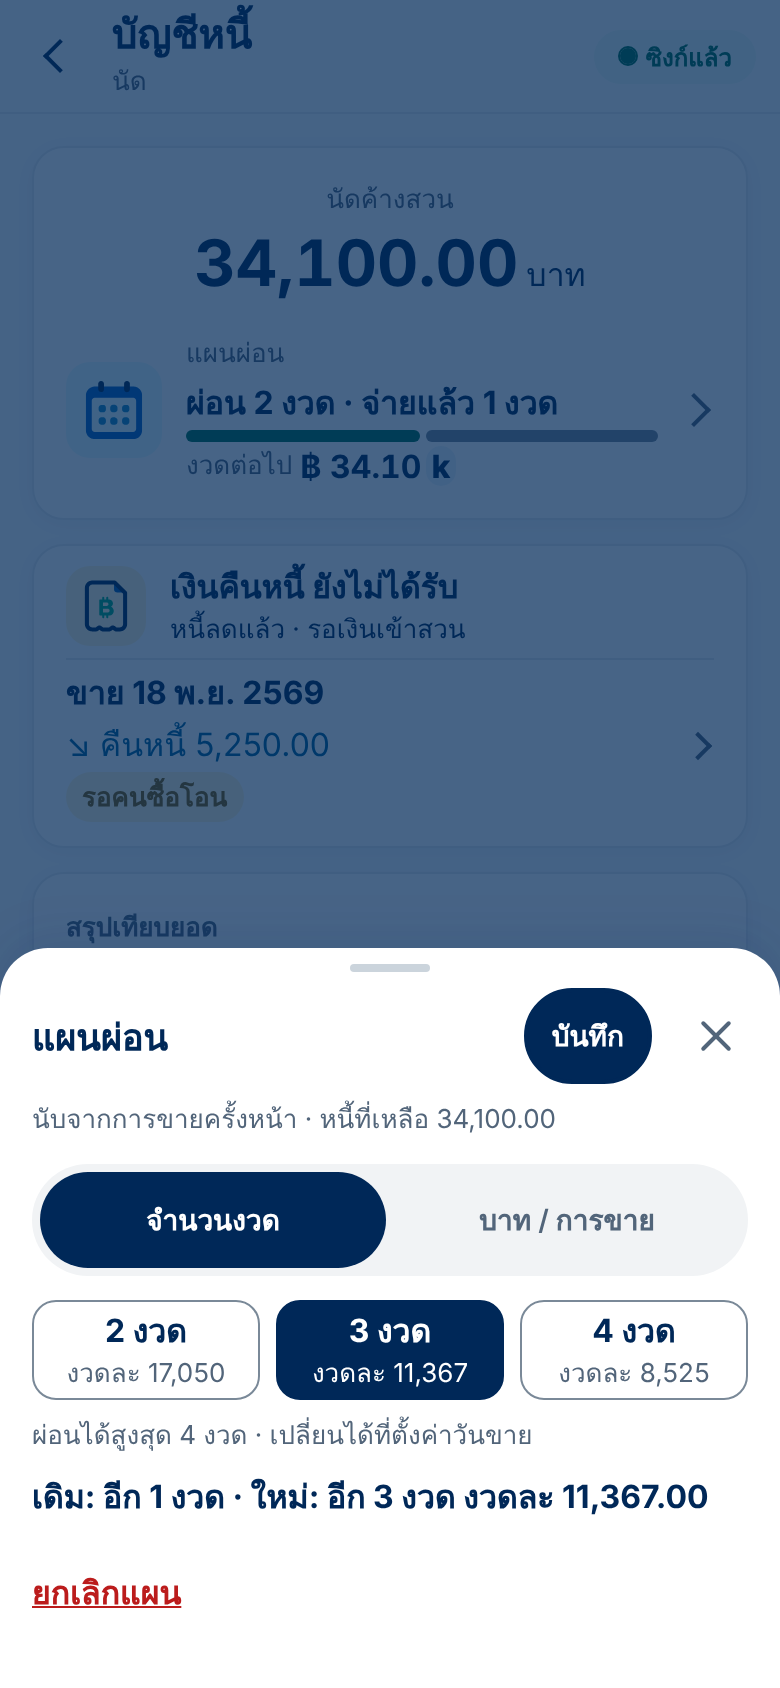 บัญชีหนี้
นัด
ซิงก์แล้ว
นัดค้างสวน
34,100.00 บาท
แผนผ่อน
ผ่อน 2 งวด · จ่ายแล้ว 1 งวด
งวดต่อไป ฿ 34.10 k
฿
เงินคืนหนี้ ยังไม่ได้รับ
หนี้ลดแล้ว · รอเงินเข้าสวน
ขาย 18 พ.ย. 2569
↘ คืนหนี้ 5,250.00
รอคนซื้อโอน
สรุปเทียบยอด
แผนผ่อน
บันทึก
นับจากการขายครั้งหน้า · หนี้ที่เหลือ 34,100.00
จำนวนงวด
บาท / การขาย
2 งวด
งวดละ 17,050
3 งวด
งวดละ 11,367
4 งวด
งวดละ 8,525
ผ่อนได้สูงสุด 4 งวด · เปลี่ยนได้ที่ตั้งค่าวันขาย
เดิม: อีก 1 งวด · ใหม่: อีก 3 งวด งวดละ 11,367.00
ยกเลิกแผน